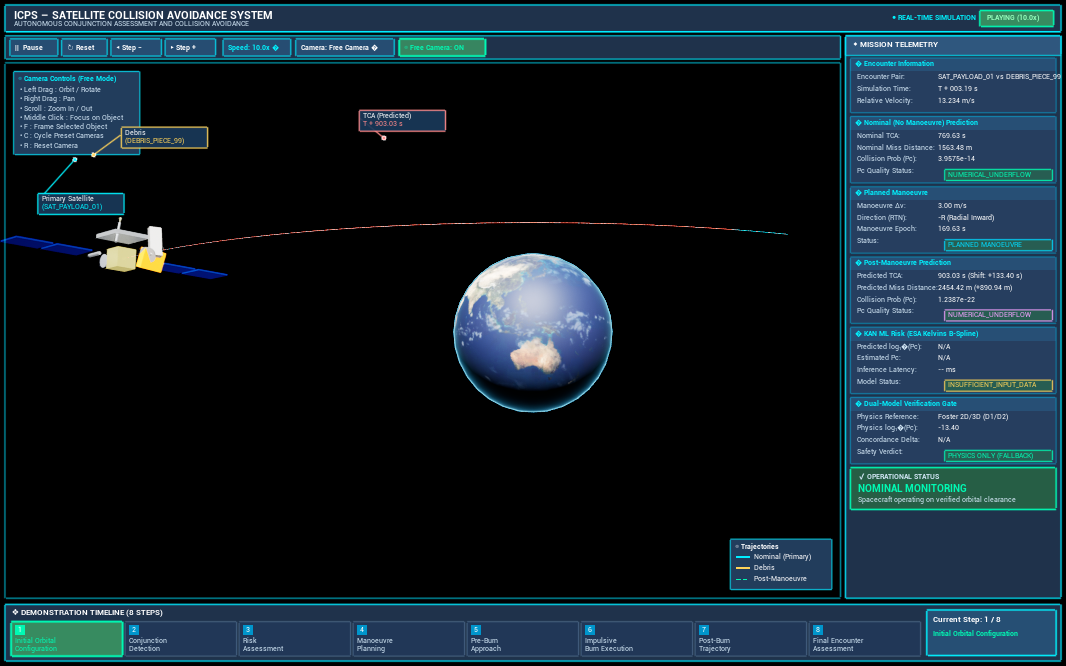 ICPS – SATELLITE COLLISION AVOIDANCE SYSTEM
AUTONOMOUS CONJUNCTION ASSESSMENT AND COLLISION AVOIDANCE
• REAL-TIME SIMULATION
PLAYING (10.0x)
|| Pause
↻ Reset
◂ Step −
▸ Step +
Speed: 10.0x �
Camera: Free Camera �
Free Camera: ON
Camera Controls (Free Mode)
• Left Drag : Orbit / Rotate
• Right Drag : Pan
• Scroll : Zoom In / Out
• Middle Click : Focus on Object
• F : Frame Selected Object
• C : Cycle Preset Cameras
• R : Reset Camera
Debris
(DEBRIS_PIECE_99)
Primary Satellite
(SAT_PAYLOAD_01)
TCA (Predicted)
T + 903.03 s
Trajectories
Nominal (Primary)
Debris
Post-Manoeuvre
MISSION TELEMETRY
� Encounter Information
Encounter Pair: SAT_PAYLOAD_01 vs DEBRIS_PIECE_99
Simulation Time: T + 003.19 s
Relative Velocity: 13.234 m/s
� Nominal (No Manoeuvre) Prediction
Nominal TCA: 769.63 s
Nominal Miss Distance: 1563.48 m
Collision Prob (Pc): 3.9575e-14
Pc Quality Status: NUMERICAL_UNDERFLOW
� Planned Manoeuvre
Manoeuvre Δv: 3.00 m/s
Direction (RTN): -R (Radial Inward)
Manoeuvre Epoch: 169.63 s
Status: PLANNED MANOEUVRE
� Post-Manoeuvre Prediction
Predicted TCA: 903.03 s (Shift: +133.40 s)
Predicted Miss Distance: 2454.42 m (+890.94 m)
Collision Prob (Pc): 1.2387e-22
Pc Quality Status: NUMERICAL_UNDERFLOW
� KAN ML Risk (ESA Kelvins B-Spline)
Predicted log₁�(Pc): N/A
Estimated Pc: N/A
Inference Latency: -- ms
Model Status: INSUFFICIENT_INPUT_DATA
� Dual-Model Verification Gate
Physics Reference: Foster 2D/3D (D1/D2)
Physics log₁�(Pc): -13.40
Concordance Delta: N/A
Safety Verdict: PHYSICS ONLY (FALLBACK)
✓ OPERATIONAL STATUS
NOMINAL MONITORING
Spacecraft operating on verified orbital clearance
❖ DEMONSTRATION TIMELINE (8 STEPS)
1
Initial Orbital
Configuration
2
Conjunction
Detection
3
Risk
Assessment
4
Manoeuvre
Planning
5
Pre-Burn
Approach
6
Impulsive
Burn Execution
7
Post-Burn
Trajectory
8
Final Encounter
Assessment
Current Step: 1 / 8
Initial Orbital Configuration